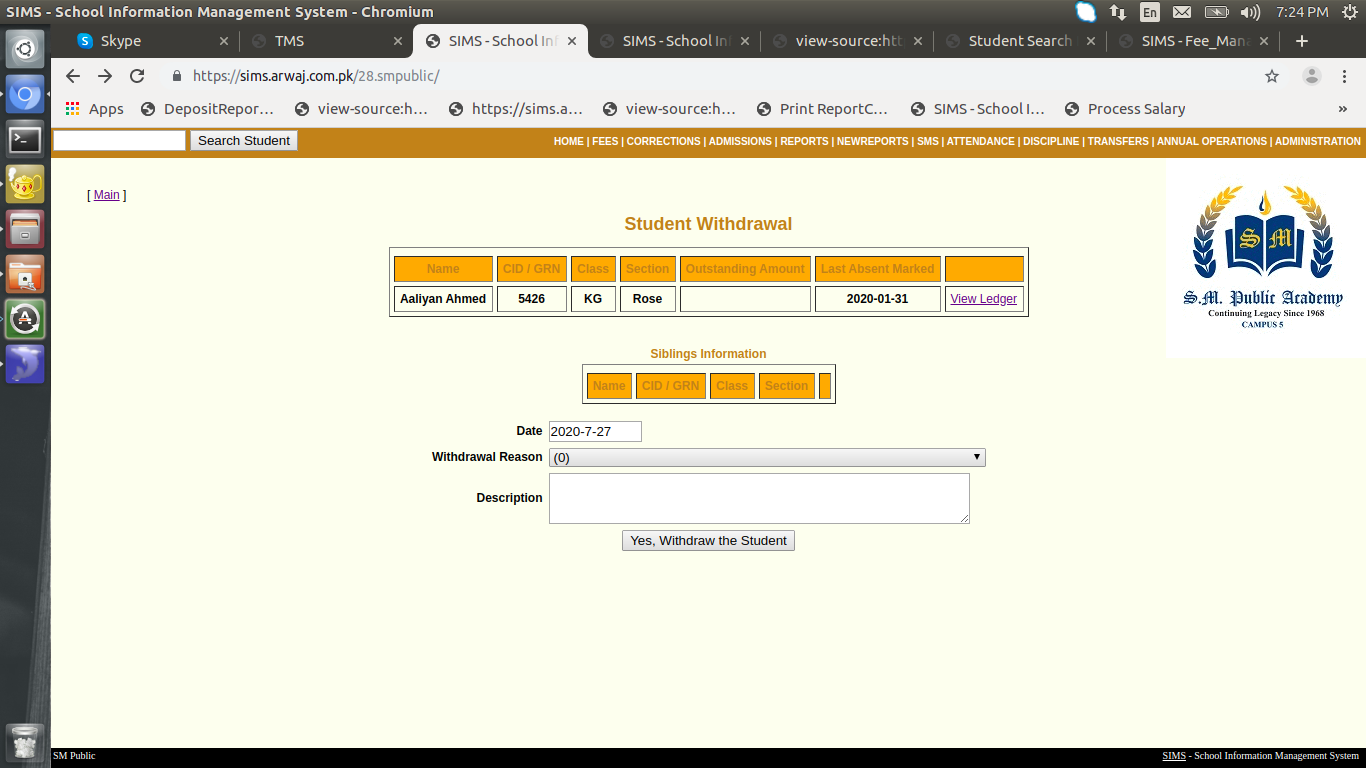 SIMS - School Information Management System - Chromium
En
7:24 PM
S Skype
TMS
SIMS - School Inf
SIMS - School Inf
view-source:htt
Student Search
SIMS - Fee_Mana
https://sims.arwaj.com.pk/28.smpublic/
Apps
DepositRepor...
view-source:h...
https://sims.a...
view-source:h...
Print ReportC...
SIMS - School I...
Process Salary
»
Search Student
HOME | FEES | CORRECTIONS | ADMISSIONS | REPORTS | NEWREPORTS | SMS | ATTENDANCE | DISCIPLINE | TRANSFERS | ANNUAL OPERATIONS | ADMINISTRATION
[ Main ]
S M
S.M. Public Academy
Continuing Legacy Since 1968
CAMPUS 5
Student Withdrawal
Name CID / GRN Class Section Outstanding Amount Last Absent Marked
Aaliyan Ahmed 5426 KG Rose 2020-01-31 View Ledger
Siblings Information
Name CID / GRN Class Section
Date 2020-7-27
Withdrawal Reason (0)
Description
Yes, Withdraw the Student
SM Public
SIMS - School Information Management System